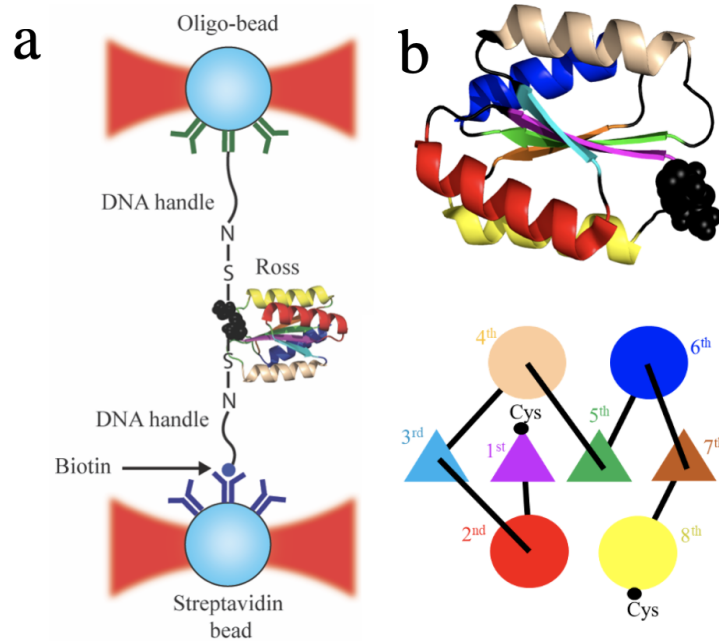 a
Oligo-bead
DNA handle
N
S
Ross
S
N
DNA handle
Biotin
Streptavidin
bead
b
4th
6th
Cys
5th
3rd
1st
7th
2nd
8th
Cys